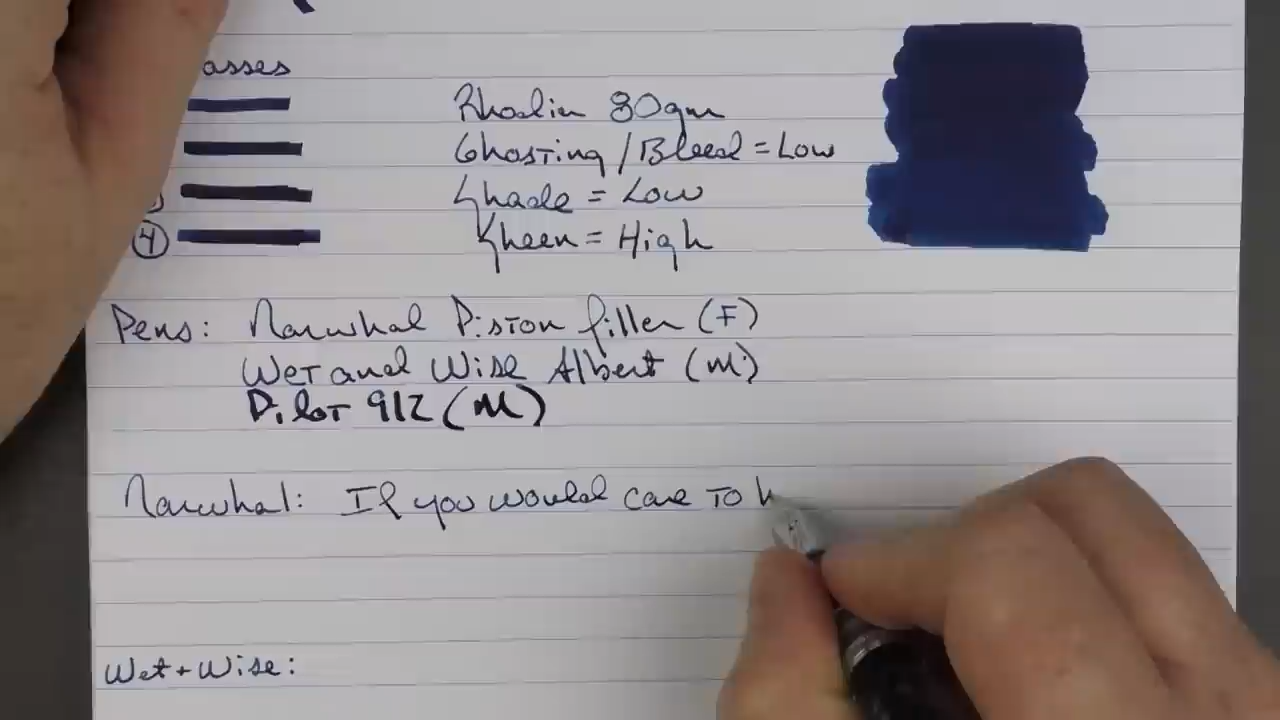 asses
Rhodia 80gm
Ghosting/Bleed = Low
Shade = Low
④ Sheen = High
Pens: Narwhal Piston filler (F)
Wet and Wise Albert (M)
Pilot 912 (M)
Narwhal: If you would care to
Wet + Wise: